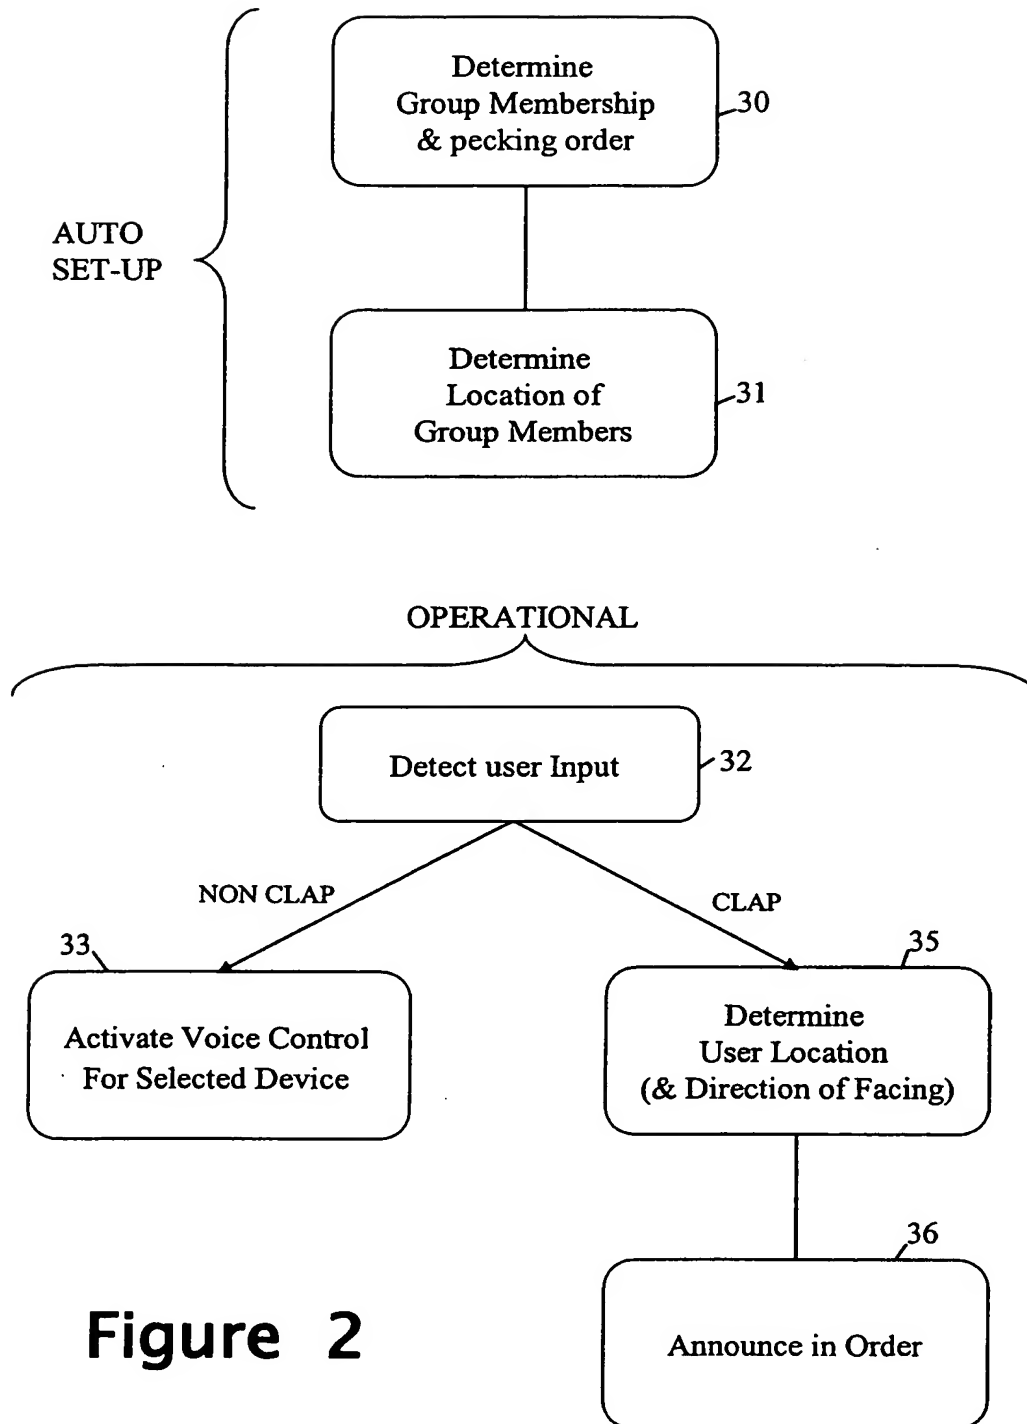 Determine
Group Membership
& pecking order
30
AUTO
SET-UP
Determine
Location of
Group Members
31
OPERATIONAL
Detect user Input
32
NON CLAP
CLAP
33
Activate Voice Control
For Selected Device
35
Determine
User Location
(& Direction of Facing)
36
Announce in Order
Figure 2